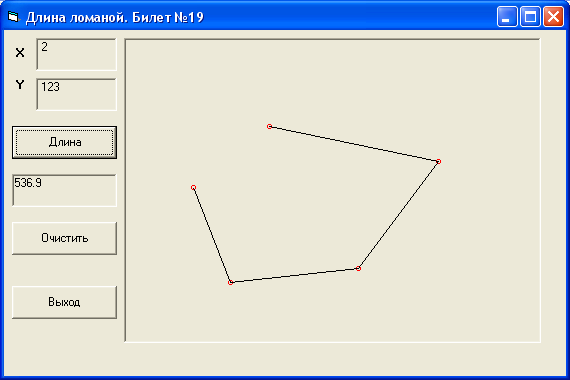 Длина ломаной. Билет №19
X 2
Y 123
Длина
536.9
Очистить
Выход